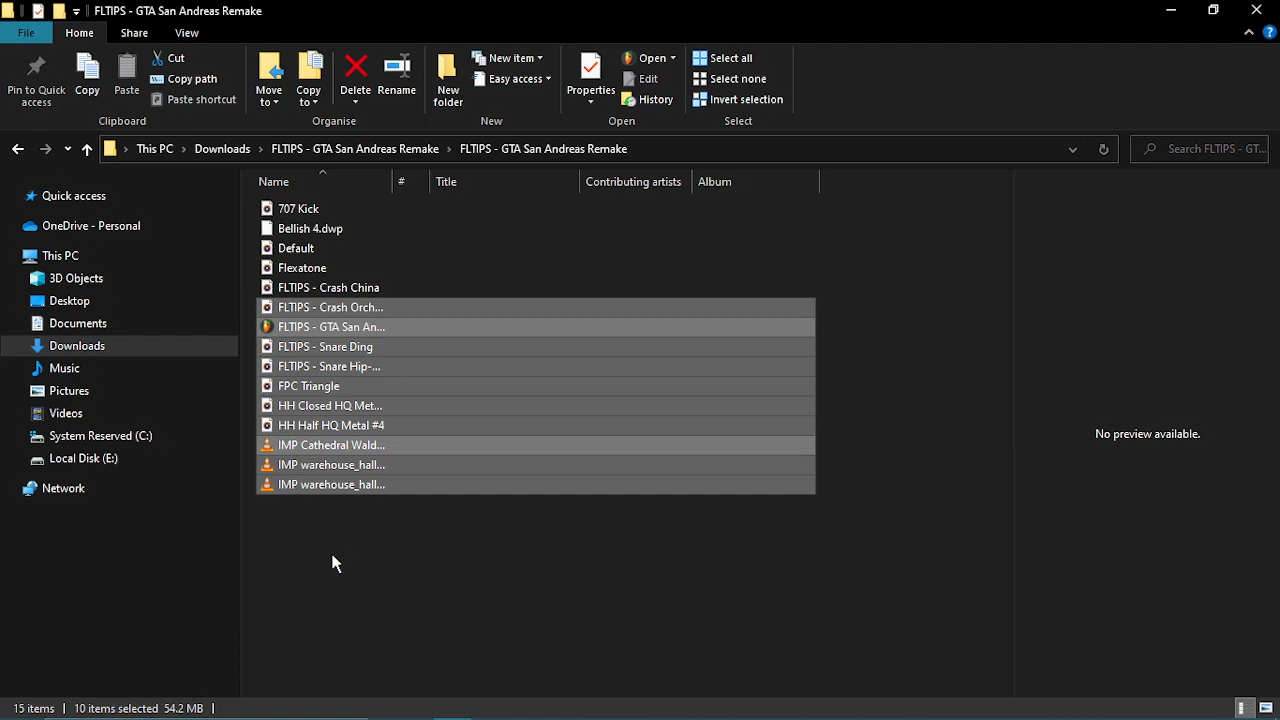 FLTIPS - GTA San Andreas Remake
File
Home
Share
View
Pin to Quick access
Copy
Paste
Cut
Copy path
Paste shortcut
Clipboard
Move to
Copy to
Delete
Rename
Organise
New folder
New item
Easy access
New
Properties
Open
Edit
History
Open
Select all
Select none
Invert selection
Select
This PC > Downloads > FLTIPS - GTA San Andreas Remake > FLTIPS - GTA San Andreas Remake
Search FLTIPS - GT...
Name
#
Title
Contributing artists
Album
Quick access
OneDrive - Personal
This PC
3D Objects
Desktop
Documents
Downloads
Music
Pictures
Videos
System Reserved (C:)
Local Disk (E:)
Network
707 Kick
Bellish 4.dwp
Default
Flexatone
FLTIPS - Crash China
FLTIPS - Crash Orch...
FLTIPS - GTA San An...
FLTIPS - Snare Ding
FLTIPS - Snare Hip-...
FPC Triangle
HH Closed HQ Met...
HH Half HQ Metal #4
IMP Cathedral Wald...
IMP warehouse_hall...
IMP warehouse_hall...
No preview available.
15 items
10 items selected 54.2 MB